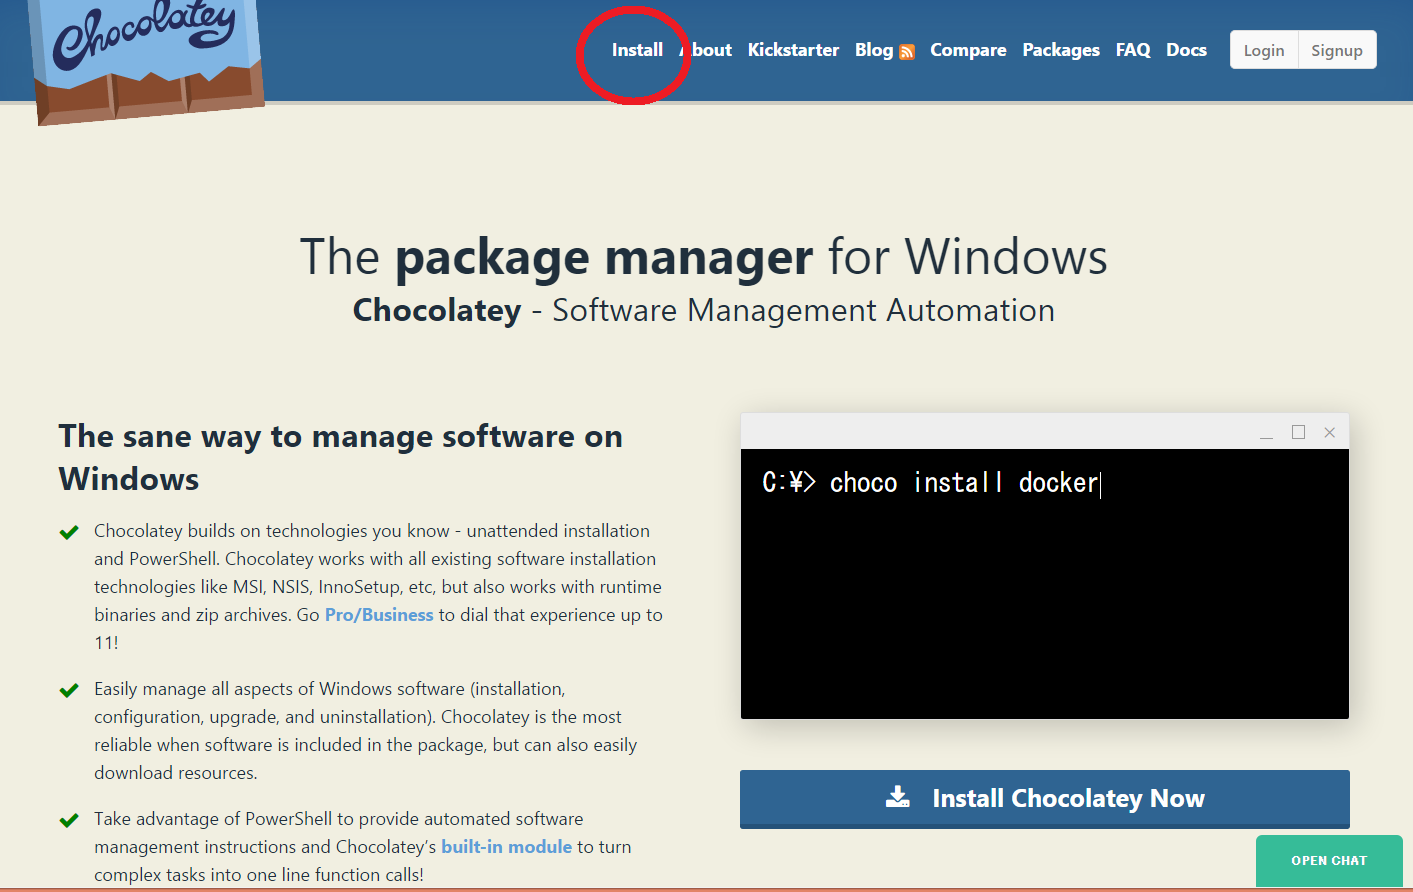 Chocolatey
Install About Kickstarter Blog Compare Packages FAQ Docs Login Signup
The package manager for Windows
Chocolatey - Software Management Automation
The sane way to manage software on
Windows
Chocolatey builds on technologies you know - unattended installation
and PowerShell. Chocolatey works with all existing software installation
technologies like MSI, NSIS, InnoSetup, etc, but also works with runtime
binaries and zip archives. Go Pro/Business to dial that experience up to
11!
Easily manage all aspects of Windows software (installation,
configuration, upgrade, and uninstallation). Chocolatey is the most
reliable when software is included in the package, but can also easily
download resources.
Take advantage of PowerShell to provide automated software
management instructions and Chocolatey’s built-in module to turn
complex tasks into one line function calls!
C:¥> choco install docker
Install Chocolatey Now
OPEN CHAT